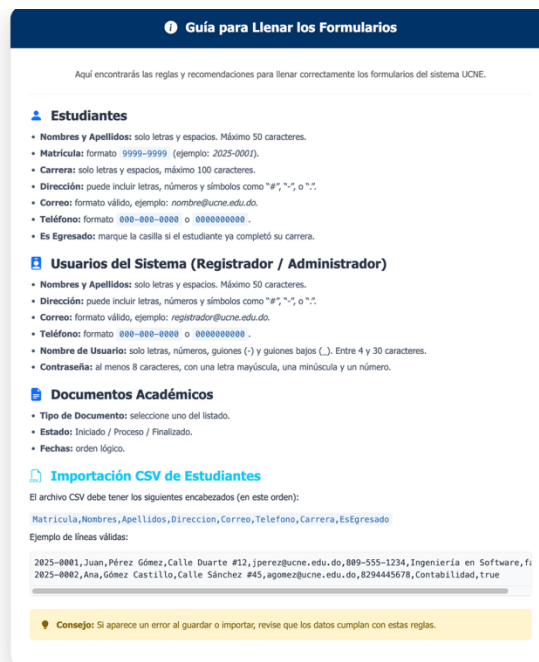 Guía para Llenar los Formularios
Aquí encontrarás las reglas y recomendaciones para llenar correctamente los formularios del sistema UCNE.
Estudiantes
• Nombres y Apellidos: solo letras y espacios. Máximo 50 caracteres.
• Matrícula: formato 9999-9999 (ejemplo: 2025-0001).
• Carrera: solo letras y espacios, máximo 100 caracteres.
• Dirección: puede incluir letras, números y símbolos como "#", "-", o ".".
• Correo: formato válido, ejemplo: nombre@ucne.edu.do.
• Teléfono: formato 000-000-0000 o 0000000000.
• Es Egresado: marque la casilla si el estudiante ya completó su carrera.
Usuarios del Sistema (Registrador / Administrador)
• Nombres y Apellidos: solo letras y espacios. Máximo 50 caracteres.
• Dirección: puede incluir letras, números y símbolos como "#", "-", o ".".
• Correo: formato válido, ejemplo: registrador@ucne.edu.do.
• Teléfono: formato 000-000-0000 o 0000000000.
• Nombre de Usuario: solo letras, números, guiones (-) y guiones bajos (_). Entre 4 y 30 caracteres.
• Contraseña: al menos 8 caracteres, con una letra mayúscula, una minúscula y un número.
Documentos Académicos
• Tipo de Documento: seleccione uno del listado.
• Estado: Iniciado / Proceso / Finalizado.
• Fechas: orden lógico.
Importación CSV de Estudiantes
El archivo CSV debe tener los siguientes encabezados (en este orden):
Matricula,Nombres,Apellidos,Direccion,Correo,Telefono,Carrera,EsEgresado
Ejemplo de líneas válidas:
2025-0001,Juan,Pérez Gómez,Calle Duarte #12,jperez@ucne.edu.do,809-555-1234,Ingeniería en Software,fa
2025-0002,Ana,Gómez Castillo,Calle Sánchez #45,agomez@ucne.edu.do,8294445678,Contabilidad,true
Consejo: Si aparece un error al guardar o importar, revise que los datos cumplan con estas reglas.